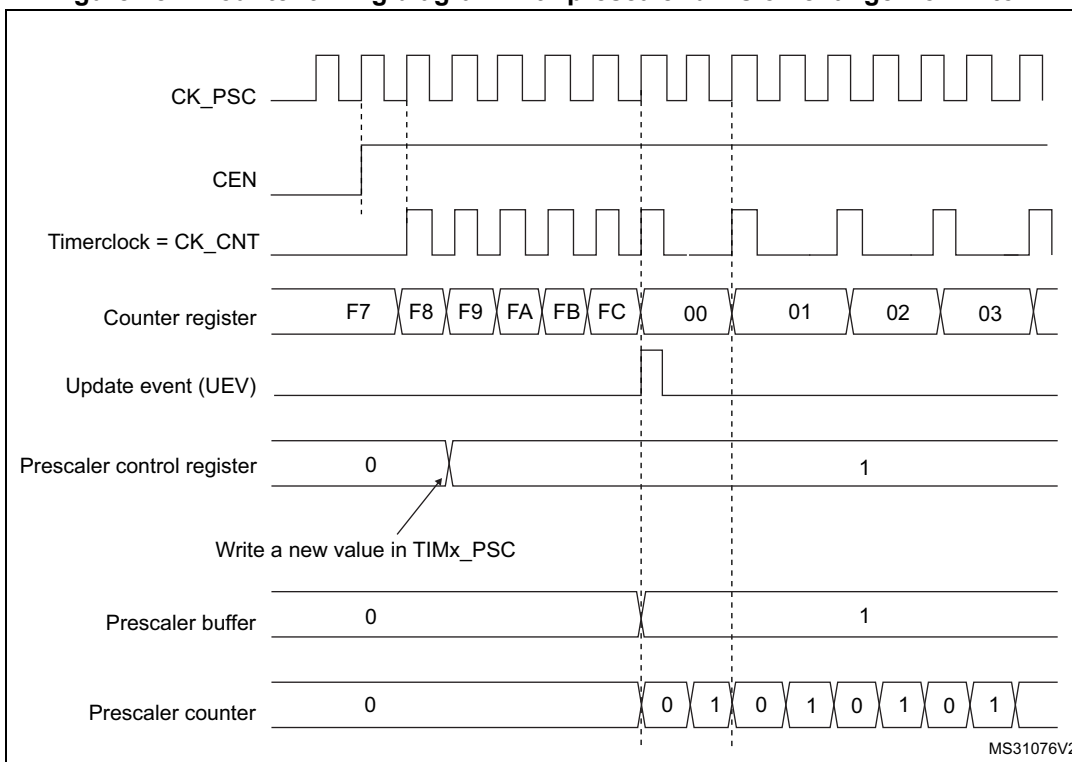 CK_PSC
CEN
Timerclock = CK_CNT
Counter register F7 F8 F9 FA FB FC 00 01 02 03
Update event (UEV)
Prescaler control register 0 1
Write a new value in TIMx_PSC
Prescaler buffer 0 1
Prescaler counter 0 0 1 0 1 0 1 0 1
MS31076V2